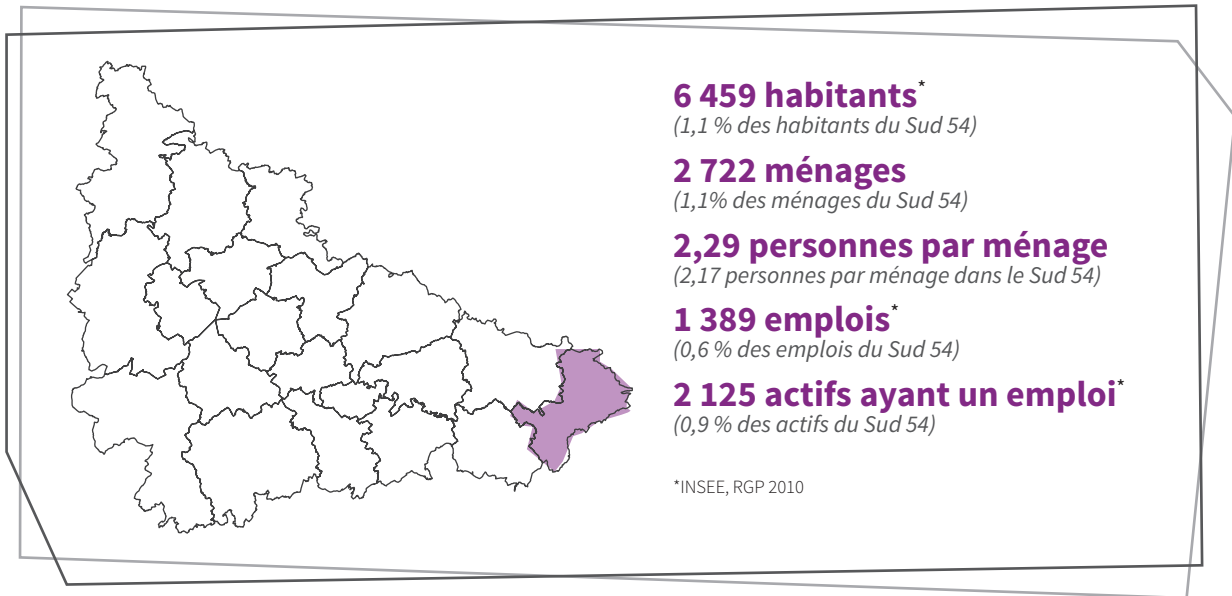 6 459 habitants*
(1,1 % des habitants du Sud 54)
2 722 ménages
(1,1% des ménages du Sud 54)
2,29 personnes par ménage
(2,17 personnes par ménage dans le Sud 54)
1 389 emplois*
(0,6 % des emplois du Sud 54)
2 125 actifs ayant un emploi*
(0,9 % des actifs du Sud 54)
*INSEE, RGP 2010